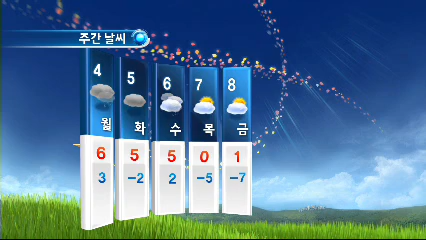 주간 날씨
4 5 6 7 8
월 화 수 목 금
6 5 5 0 1
3 -2 2 -5 -7